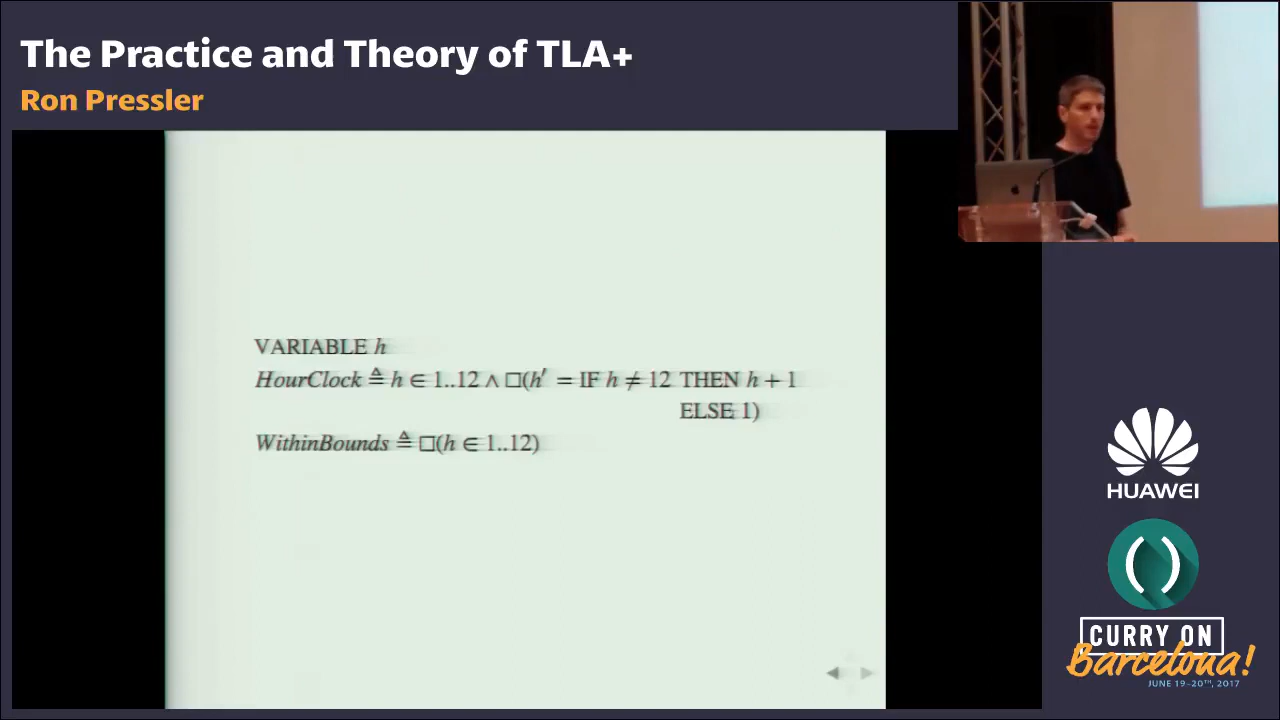 The Practice and Theory of TLA+
Ron Pressler
VARIABLE h
HourClock ≜ h ∈ 1..12 ∧ □(h′ = IF h ≠ 12 THEN h + 1
ELSE 1)
WithinBounds ≜ □(h ∈ 1..12)
HUAWEI
CURRY ON
Barcelona!
JUNE 19-20TH, 2017